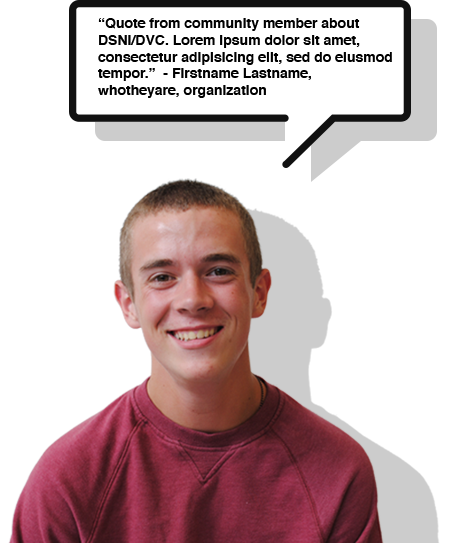 “Quote from community member about
DSNI/DVC. Lorem ipsum dolor sit amet,
consectetur adipisicing elit, sed do eiusmod
tempor.”  - Firstname Lastname,
whotheyare, organization